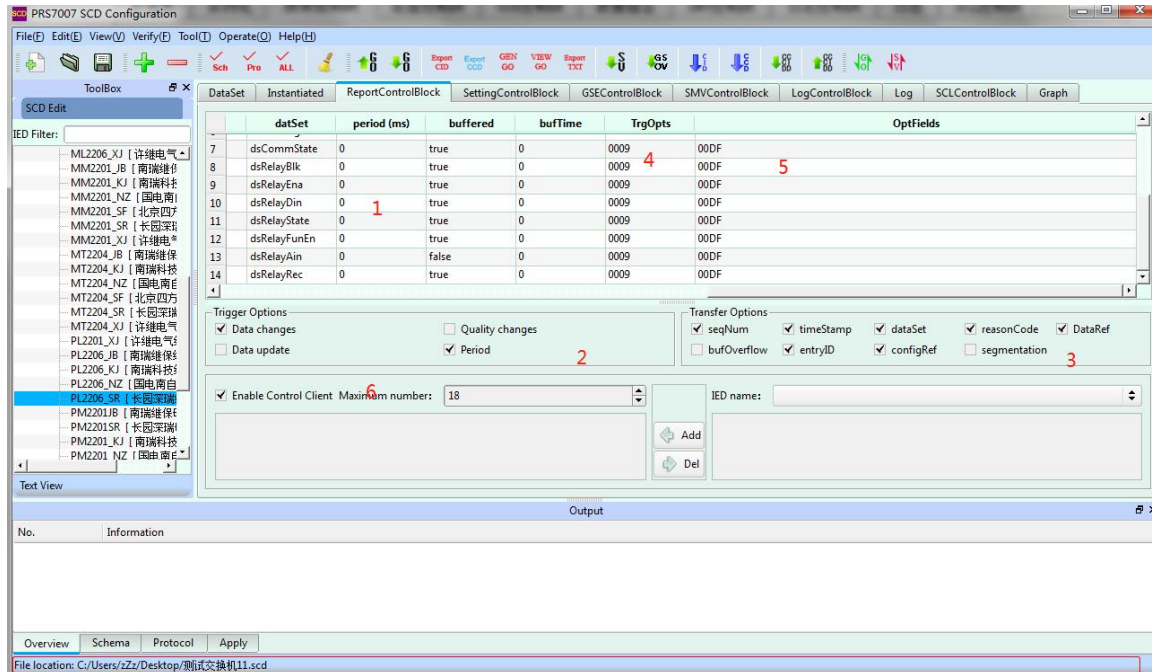 SCD PRS7007 SCD Configuration
File(F) Edit(E) View(V) Verify(F) Tool(T) Operate(O) Help(H)
Sch Pro ALL Export CID Export CCD GEN GO VIEW GO Export TXT
ToolBox
SCD Edit
IED Filter:
ML2206_XJ [ 许继电气
MM2201_JB [ 南瑞继保
MM2201_KJ [ 南瑞科技
MM2201_NZ [ 国电南
MM2201_SF [ 北京四方
MM2201_SR [ 长园深瑞
MM2201_XJ [ 许继电气
MT2204_JB [ 南瑞继保
MT2204_KJ [ 南瑞科技
MT2204_NZ [ 国电南自
MT2204_SF [ 北京四方
MT2204_SR [ 长园深瑞
MT2204_XJ [ 许继电气
PL2201_XJ [ 许继电气
PL2206_JB [ 南瑞继保
PL2206_KJ [ 南瑞科技
PL2206_NZ [ 国电南自
PL2206_SR [ 长园深瑞
PM2201JB [ 南瑞继保
PM2201SR [ 长园深瑞
PM2201_KJ [ 南瑞科技
PM2201_NZ [ 国电南自
Text View
DataSet Instantiated ReportControlBlock SettingControlBlock GSEControlBlock SMVControlBlock LogControlBlock Log SCLControlBlock Graph
datSet period (ms) buffered bufTime TrgOpts OptFields
7 dsCommState 0 true 0 0009 00DF
8 dsRelayBlk 0 true 0 0009 00DF
9 dsRelayEna 0 true 0 0009 00DF
10 dsRelayDin 0 true 0 0009 00DF
11 dsRelayState 0 true 0 0009 00DF
12 dsRelayFunEn 0 true 0 0009 00DF
13 dsRelayAin 0 false 0 0009 00DF
14 dsRelayRec 0 true 0 0009 00DF
1
4
5
Trigger Options
Data changes Quality changes
Data update Period
2
Transfer Options
seqNum timeStamp dataSet reasonCode DataRef
bufOverflow entryID configRef segmentation
3
6
Enable Control Client Maximum number: 18
IED name:
Add
Del
Output
No. Information
Overview Schema Protocol Apply
File location: C:/Users/zZz/Desktop/测试交换机11.scd